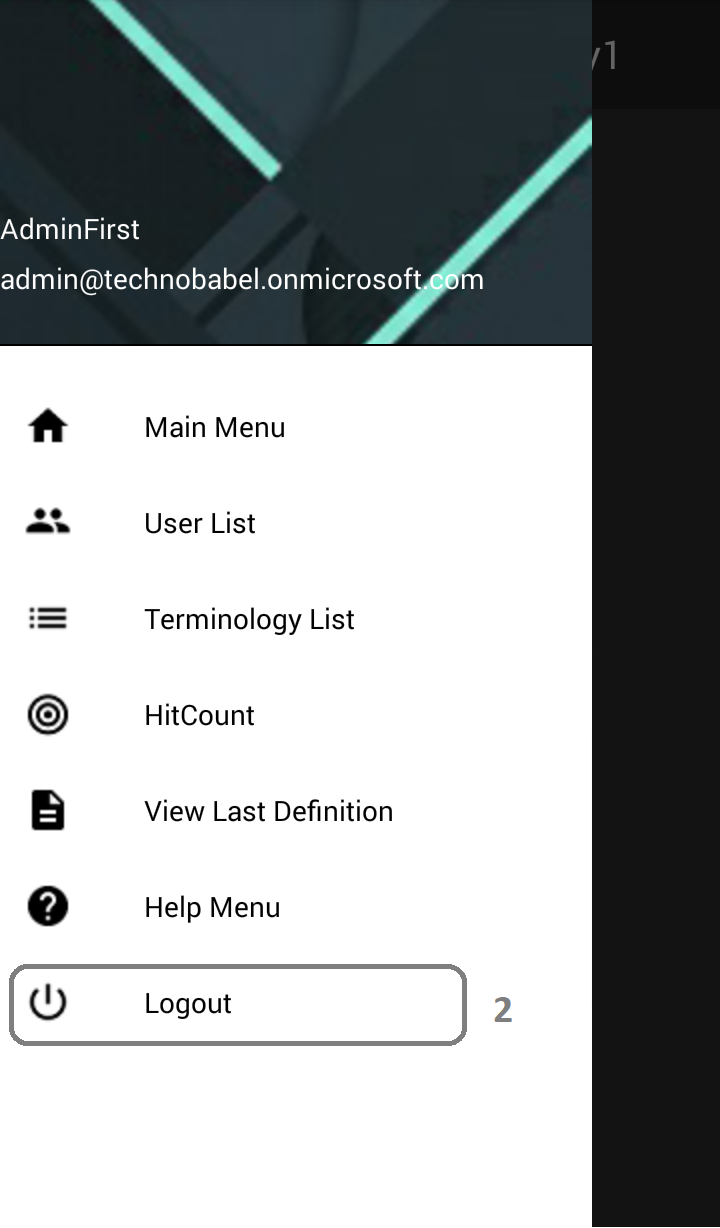 y1
AdminFirst
admin@technobabel.onmicrosoft.com
Main Menu
User List
Terminology List
HitCount
View Last Definition
Help Menu
Logout
2